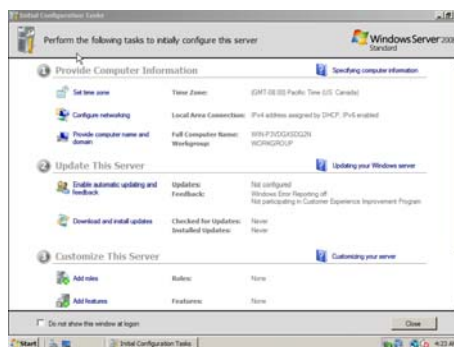 Initial Configuration Tasks
Perform the following tasks to initially configure this server
Windows Server 2008
Standard
1 Provide Computer Information
Specifying computer information
Set time zone
Time Zone:
(GMT-08:00) Pacific Time (US Canada)
Configure networking
Local Area Connection:
IPv4 address assigned by DHCP, IPv6 enabled
Provide computer name and domain
Full Computer Name:
Workgroup:
WORKGROUP
2 Update This Server
Updating your Windows server
Enable automatic updating and feedback
Updates:
Not configured
Feedback:
Windows Error Reporting off
Not participating in Customer Experience Improvement Program
Download and install updates
Checked for Updates:
Never
Installed Updates:
Never
3 Customize This Server
Customizing your server
Add roles
Roles:
None
Add features
Features:
None
Do not show this window at logon
Close
Start
Initial Configuration Tasks
4:23 AM